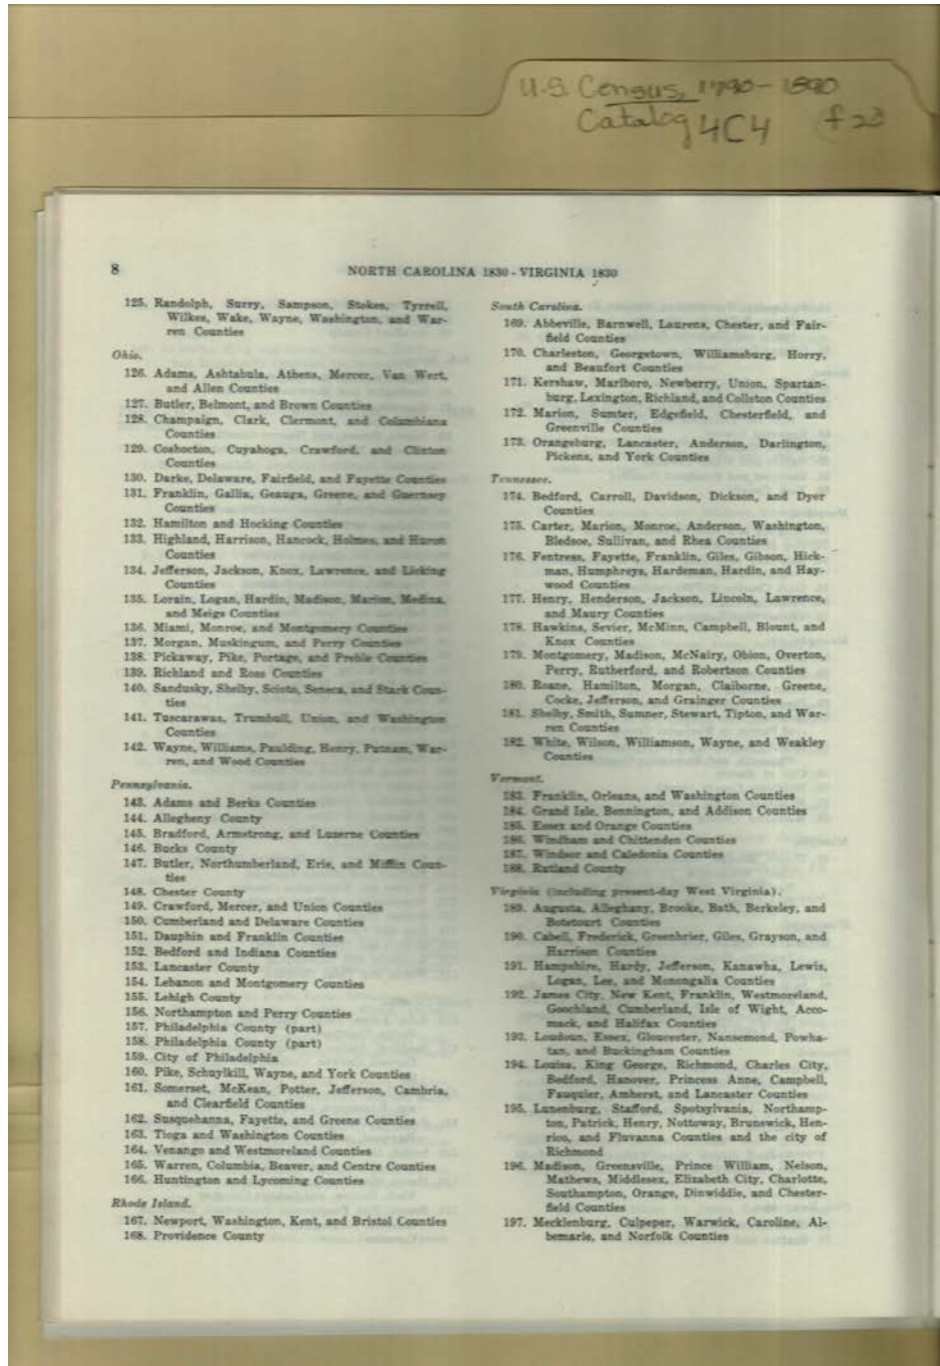 U.S. Census, 1790-1890
Catalog 4C4 f23
8
NORTH CAROLINA 1830 - VIRGINIA 1830
125. Randolph, Surry, Sampson, Stokes, Tyrrell,
Wilkes, Wake, Wayne, Washington, and War-
ren Counties
Ohio.
126. Adams, Ashtabula, Athens, Mercer, Van Wert,
and Allen Counties
127. Butler, Belmont, and Brown Counties
128. Champaign, Clark, Clermont, and Columbiana
Counties
129. Coshocton, Cuyahoga, Crawford, and Clinton
Counties
130. Darke, Delaware, Fairfield, and Fayette Counties
131. Franklin, Gallia, Geauga, Greene, and Guernsey
Counties
132. Hamilton and Hocking Counties
133. Highland, Harrison, Hancock, Holmes, and Huron
Counties
134. Jefferson, Jackson, Knox, Lawrence, and Licking
Counties
135. Lorain, Logan, Hardin, Madison, Marion, Medina,
and Meigs Counties
136. Miami, Monroe, and Montgomery Counties
137. Morgan, Muskingum, and Perry Counties
138. Pickaway, Pike, Portage, and Preble Counties
139. Richland and Ross Counties
140. Sandusky, Shelby, Scioto, Seneca, and Stark Coun-
ties
141. Tuscarawas, Trumbull, Union, and Washington
Counties
142. Wayne, Williams, Paulding, Henry, Putnam, War-
ren, and Wood Counties
Pennsylvania.
143. Adams and Berks Counties
144. Allegheny County
145. Bradford, Armstrong, and Luzerne Counties
146. Bucks County
147. Butler, Northumberland, Erie, and Mifflin Coun-
ties
148. Chester County
149. Crawford, Mercer, and Union Counties
150. Cumberland and Delaware Counties
151. Dauphin and Franklin Counties
152. Bedford and Indiana Counties
153. Lancaster County
154. Lebanon and Montgomery Counties
155. Lehigh County
156. Northampton and Perry Counties
157. Philadelphia County (part)
158. Philadelphia County (part)
159. City of Philadelphia
160. Pike, Schuylkill, Wayne, and York Counties
161. Somerset, McKean, Potter, Jefferson, Cambria,
and Clearfield Counties
162. Susquehanna, Fayette, and Greene Counties
163. Tioga and Washington Counties
164. Venango and Westmoreland Counties
165. Warren, Columbia, Beaver, and Centre Counties
166. Huntington and Lycoming Counties
Rhode Island.
167. Newport, Washington, Kent, and Bristol Counties
168. Providence County
South Carolina.
169. Abbeville, Barnwell, Laurens, Chester, and Fair-
field Counties
170. Charleston, Georgetown, Williamsburg, Horry,
and Beaufort Counties
171. Kershaw, Marlboro, Newberry, Union, Spartan-
burg, Lexington, Richland, and Colleton Counties
172. Marion, Sumter, Edgefield, Chesterfield, and
Greenville Counties
173. Orangeburg, Lancaster, Anderson, Darlington,
Pickens, and York Counties
Tennessee.
174. Bedford, Carroll, Davidson, Dickson, and Dyer
Counties
175. Carter, Marion, Monroe, Anderson, Washington,
Bledsoe, Sullivan, and Rhea Counties
176. Fentress, Fayette, Franklin, Giles, Gibson, Hick-
man, Humphreys, Hardeman, Hardin, and Hay-
wood Counties
177. Henry, Henderson, Jackson, Lincoln, Lawrence,
and Maury Counties
178. Hawkins, Sevier, McMinn, Campbell, Blount, and
Knox Counties
179. Montgomery, Madison, McNairy, Obion, Overton,
Perry, Rutherford, and Robertson Counties
180. Roane, Hamilton, Morgan, Claiborne, Greene,
Cocke, Jefferson, and Grainger Counties
181. Shelby, Smith, Sumner, Stewart, Tipton, and War-
ren Counties
182. White, Wilson, Williamson, Wayne, and Weakley
Counties
Vermont.
183. Franklin, Orleans, and Washington Counties
184. Grand Isle, Bennington, and Addison Counties
185. Essex and Orange Counties
186. Windham and Chittenden Counties
187. Windsor and Caledonia Counties
188. Rutland County
Virginia (including present-day West Virginia).
189. Augusta, Alleghany, Brooke, Bath, Berkeley, and
Botetourt Counties
190. Cabell, Frederick, Greenbrier, Giles, Grayson, and
Harrison Counties
191. Hampshire, Hardy, Jefferson, Kanawha, Lewis,
Logan, Lee, and Monongalia Counties
192. James City, New Kent, Franklin, Westmoreland,
Goochland, Cumberland, Isle of Wight, Acco-
mack, and Halifax Counties
193. Loudoun, Essex, Gloucester, Nansemond, Powha-
tan, and Buckingham Counties
194. Louisa, King George, Richmond, Charles City,
Bedford, Hanover, Princess Anne, Campbell,
Fauquier, Amherst, and Lancaster Counties
195. Lunenburg, Stafford, Spotsylvania, Northamp-
ton, Patrick, Henry, Nottoway, Brunswick, Hen-
rico, and Fluvanna Counties and the city of
Richmond
196. Madison, Greensville, Prince William, Nelson,
Mathews, Middlesex, Elizabeth City, Charlotte,
Southampton, Orange, Dinwiddie, and Chester-
field Counties
197. Mecklenburg, Culpeper, Warwick, Caroline, Al-
bemarle, and Norfolk Counties